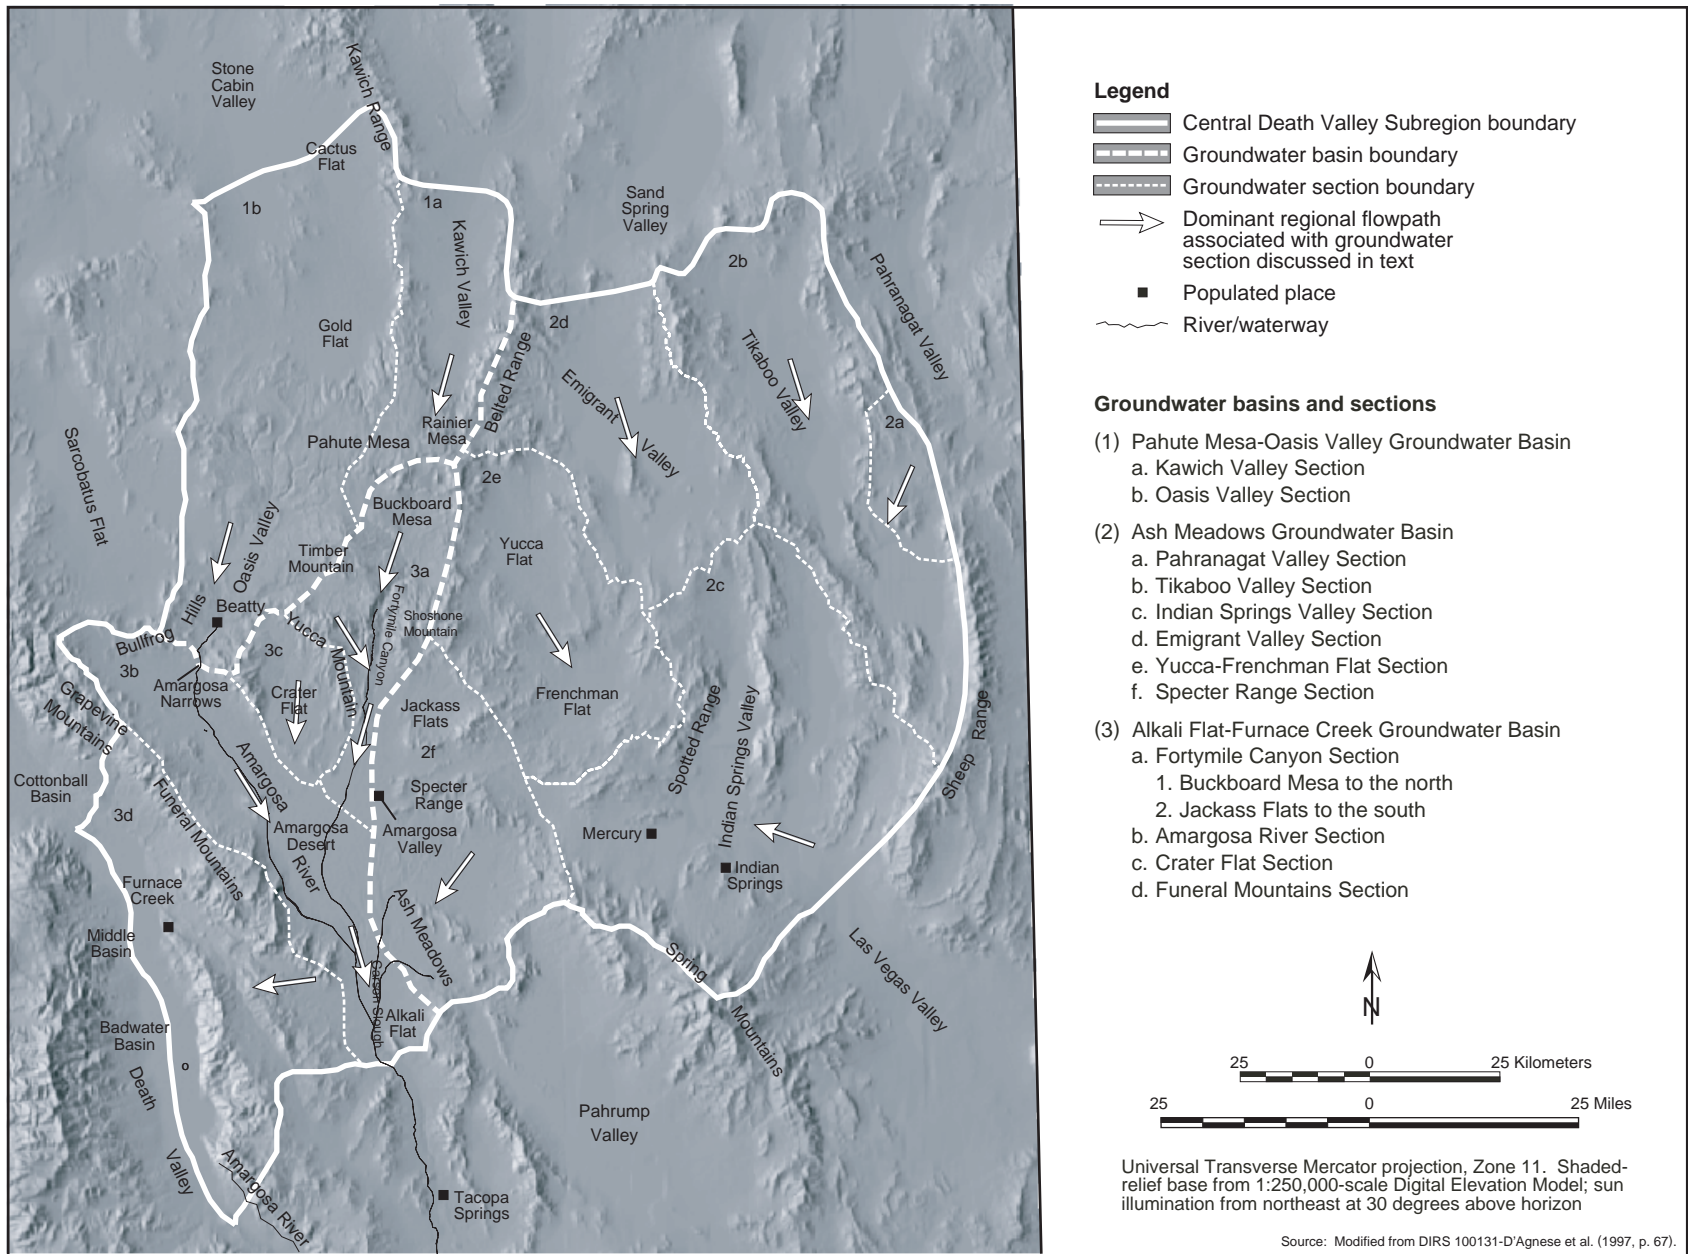 Stone
Cabin
Valley
Kawich Range
Cactus
Flat
1b
1a
Sand
Spring
Valley
2b
Kawich Valley
Pahranagat Valley
Gold
Flat
2d
Belted Range
Tikaboo Valley
Emigrant
Valley
Rainier
Mesa
Pahute Mesa
2a
Sarcobatus Flat
2e
Buckboard
Mesa
Oasis Valley
Timber
Mountain
Yucca
Flat
3a
2c
Fortymile Canyon
Hills
Beatty
Shoshone
Mountain
Bullfrog
Yucca
Mountain
3c
3b
Amargosa
Narrows
Crater
Flat
Grapevine
Mountains
Jackass
Flats
Frenchman
Flat
Spotted Range
Indian Springs Valley
Sheep Range
2f
Cottonball
Basin
Amargosa
River
Funeral Mountains
Specter
Range
3d
Amargosa
Desert
Amargosa
Valley
Mercury
Indian
Springs
Furnace
Creek
Ash Meadows
Middle
Basin
Spring
Mountains
Las Vegas Valley
Carson Slough
Alkali
Flat
Badwater
Basin
Death
Valley
Pahrump
Valley
Amargosa River
Tacopa
Springs
Legend
Central Death Valley Subregion boundary
Groundwater basin boundary
Groundwater section boundary
Dominant regional flowpath
associated with groundwater
section discussed in text
Populated place
River/waterway
Groundwater basins and sections
(1) Pahute Mesa-Oasis Valley Groundwater Basin
a. Kawich Valley Section
b. Oasis Valley Section
(2) Ash Meadows Groundwater Basin
a. Pahranagat Valley Section
b. Tikaboo Valley Section
c. Indian Springs Valley Section
d. Emigrant Valley Section
e. Yucca-Frenchman Flat Section
f. Specter Range Section
(3) Alkali Flat-Furnace Creek Groundwater Basin
a. Fortymile Canyon Section
1. Buckboard Mesa to the north
2. Jackass Flats to the south
b. Amargosa River Section
c. Crater Flat Section
d. Funeral Mountains Section
N
25 0 25 Kilometers
25 0 25 Miles
Universal Transverse Mercator projection, Zone 11. Shaded-
relief base from 1:250,000-scale Digital Elevation Model; sun
illumination from northeast at 30 degrees above horizon
Source: Modified from DIRS 100131-D'Agnese et al. (1997, p. 67).